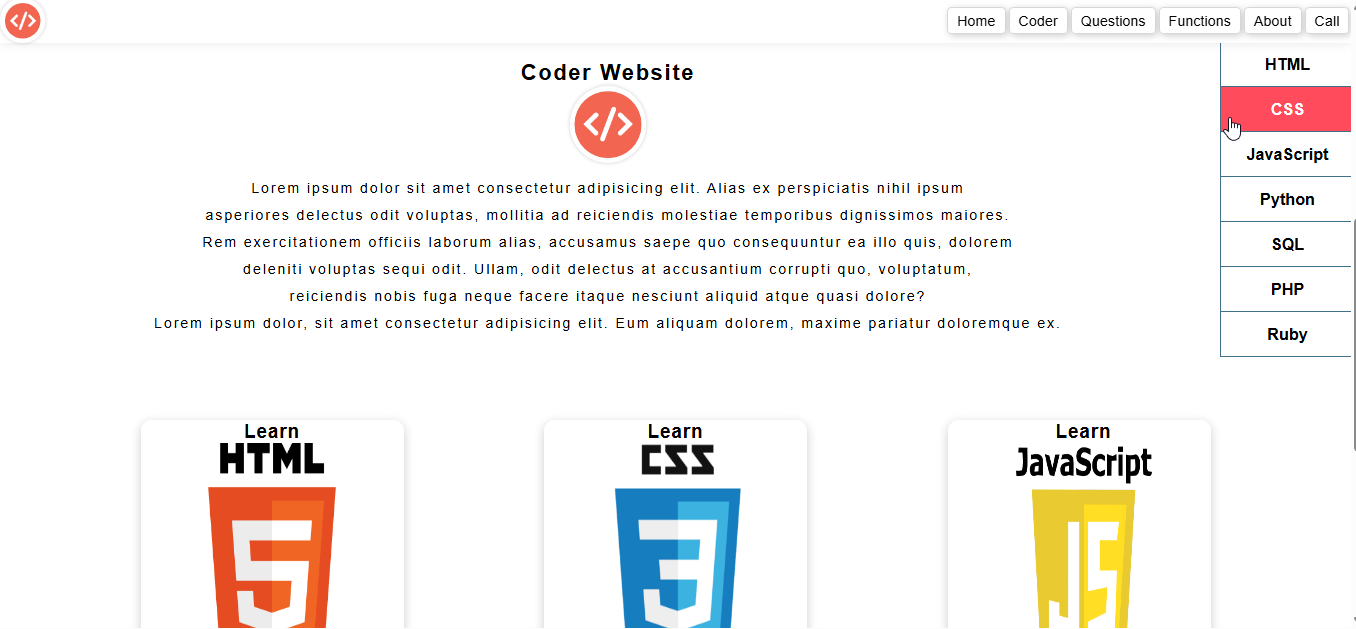 </>
Home Coder Questions Functions About Call
HTML
CSS
JavaScript
Python
SQL
PHP
Ruby
Coder Website
</>
Lorem ipsum dolor sit amet consectetur adipisicing elit. Alias ex perspiciatis nihil ipsum
asperiores delectus odit voluptas, mollitia ad reiciendis molestiae temporibus dignissimos maiores.
Rem exercitationem officiis laborum alias, accusamus saepe quo consequuntur ea illo quis, dolorem
deleniti voluptas sequi odit. Ullam, odit delectus at accusantium corrupti quo, voluptatum,
reiciendis nobis fuga neque facere itaque nesciunt aliquid atque quasi dolore?
Lorem ipsum dolor, sit amet consectetur adipisicing elit. Eum aliquam dolorem, maxime pariatur doloremque ex.
Learn
HTML
5
Learn
CSS
3
Learn
JavaScript
JS